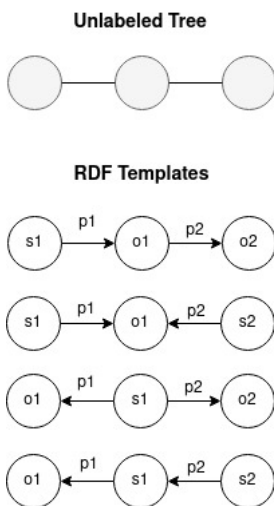 Unlabeled Tree
RDF Templates
p1 p2
s1 o1 o2
p1 p2
s1 o1 s2
p1 p2
o1 s1 o2
p1 p2
o1 s1 s2